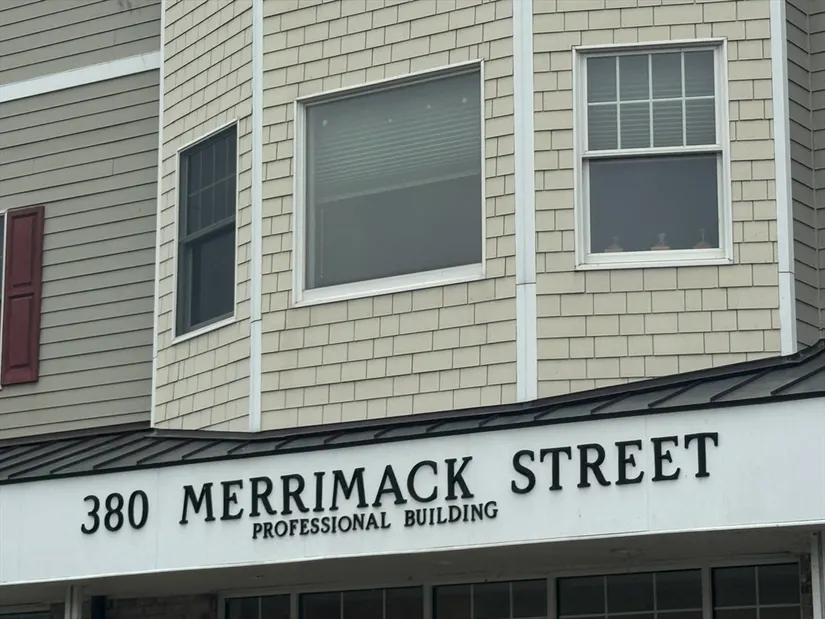 380 MERRIMACK STREET
PROFESSIONAL BUILDING